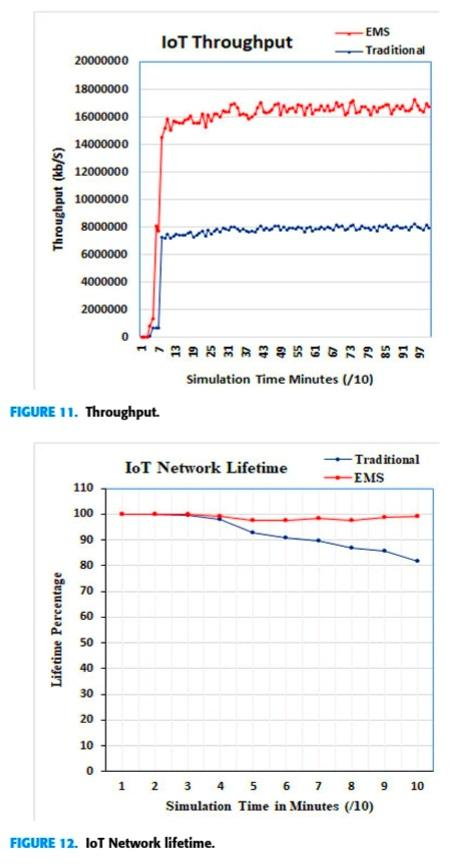 IoT Throughput
EMS
Traditional
20000000
18000000
16000000
14000000
12000000
10000000
8000000
6000000
4000000
2000000
0
Throughput (kb/S)
1 7 13 19 25 31 37 43 49 55 61 67 73 79 85 91 97
Simulation Time Minutes (/10)
FIGURE 11. Throughput.
IoT Network Lifetime
Traditional
EMS
110
100
90
80
70
60
50
40
30
20
10
0
Lifetime Percentage
1 2 3 4 5 6 7 8 9 10
Simulation Time in Minutes (/10)
FIGURE 12. IoT Network lifetime.